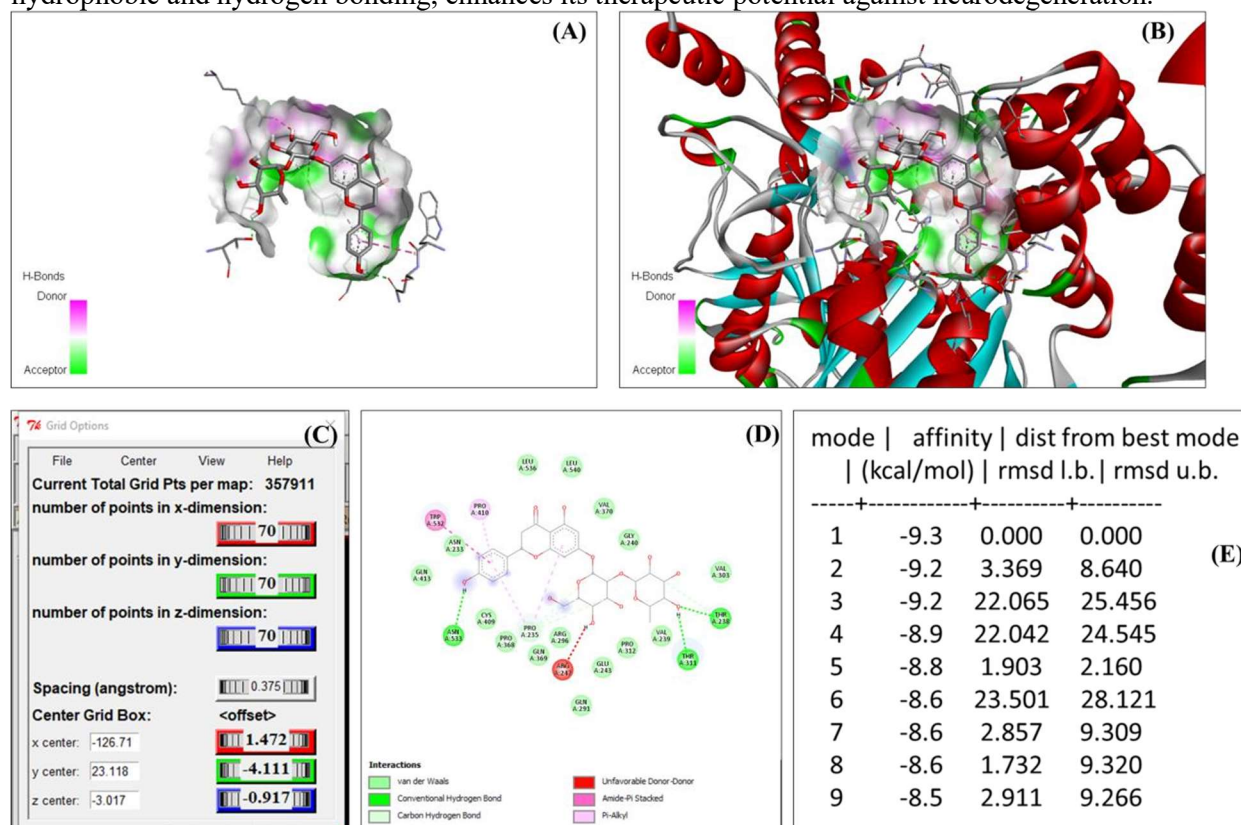 hydrophobic and hydrogen bonding, enhances its therapeutic potential against neurodegeneration.
(A)
H-Bonds
Donor
Acceptor
(B)
H-Bonds
Donor
Acceptor
Grid Options
(C)
File Center View Help
Current Total Grid Pts per map: 357911
number of points in x-dimension:
70
number of points in y-dimension:
70
number of points in z-dimension:
70
Spacing (angstrom): 0.375
Center Grid Box: <offset>
x center: -126.71 1.472
y center: 23.118 -4.111
z center: -3.017 -0.917
(D)
LEU A:536
LEU A:540
PRO A:410
VAL A:370
TRP A:532
ASN A:233
GLY A:240
GLN A:413
VAL A:303
CYS A:409
THR A:238
ASN A:533
PRO A:235
ARG A:296
VAL A:239
PRO A:368
PRO A:312
GLN A:369
THR A:311
ARG A:247
GLU A:243
GLN A:291
Interactions
van der Waals
Conventional Hydrogen Bond
Carbon Hydrogen Bond
Unfavorable Donor-Donor
Amide-Pi Stacked
Pi-Alkyl
mode | affinity | dist from best mode
| (kcal/mol) | rmsd l.b. | rmsd u.b.
-----+------------+----------+----------
1 -9.3 0.000 0.000
2 -9.2 3.369 8.640
3 -9.2 22.065 25.456
4 -8.9 22.042 24.545
5 -8.8 1.903 2.160
6 -8.6 23.501 28.121
7 -8.6 2.857 9.309
8 -8.6 1.732 9.320
9 -8.5 2.911 9.266
(E)